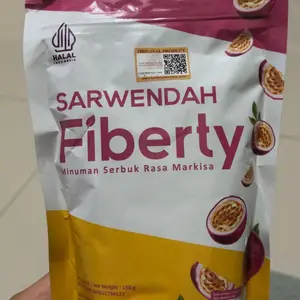 HALAL
INDONESIA
ORIGINAL PRODUCT
SARWENDAH
Fiberty
Minuman Serbuk Rasa Markisa